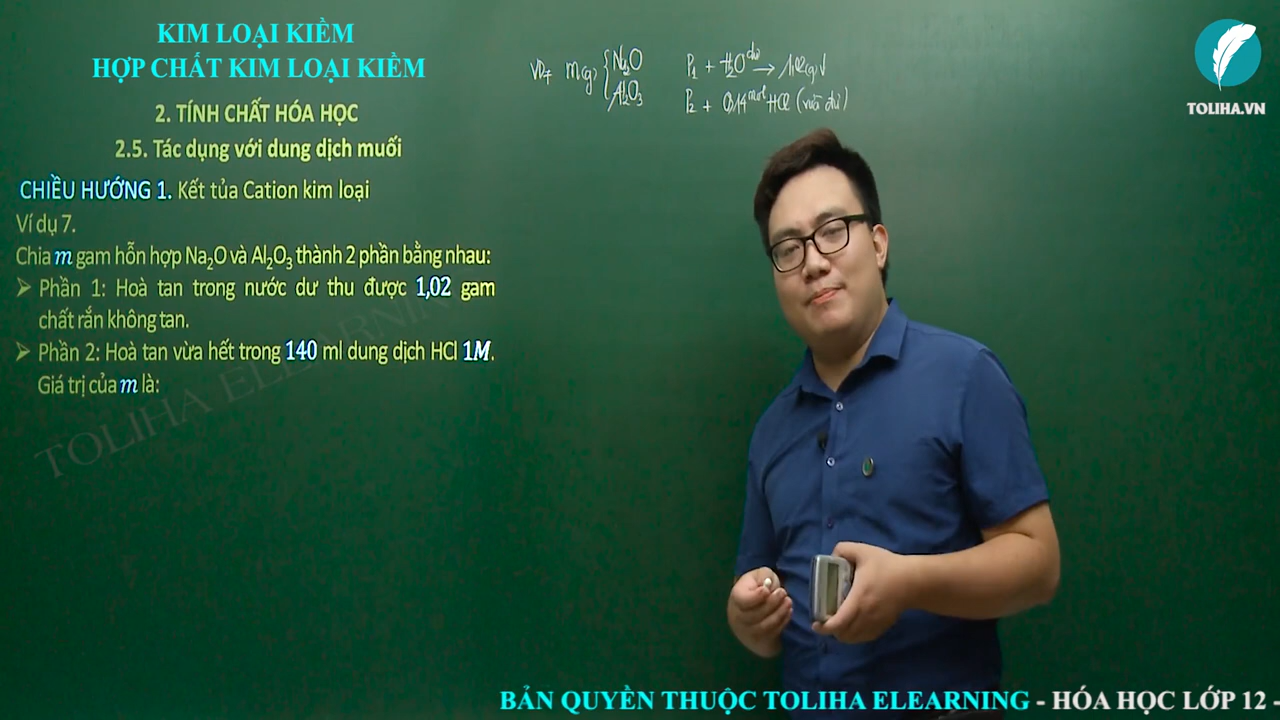 KIM LOẠI KIỀM
HỢP CHẤT KIM LOẠI KIỀM
2. TÍNH CHẤT HÓA HỌC
2.5. Tác dụng với dung dịch muối
CHIỀU HƯỚNG 1. Kết tủa Cation kim loại
Ví dụ 7.
Chia m gam hỗn hợp Na₂O và Al₂O₃ thành 2 phần bằng nhau:
➢ Phần 1: Hoà tan trong nước dư thu được 1,02 gam
chất rắn không tan.
➢ Phần 2: Hoà tan vừa hết trong 140 ml dung dịch HCl 1M.
Giá trị của m là:
TOLIHA ELEARNING
VD7 m(g) { Na₂O
Al₂O₃
P₁ + H₂O dư →
P₂ + 0,14 mol HCl (vừa đủ)
TOLIHA.VN
BẢN QUYỀN THUỘC TOLIHA ELEARNING - HÓA HỌC LỚP 12 -